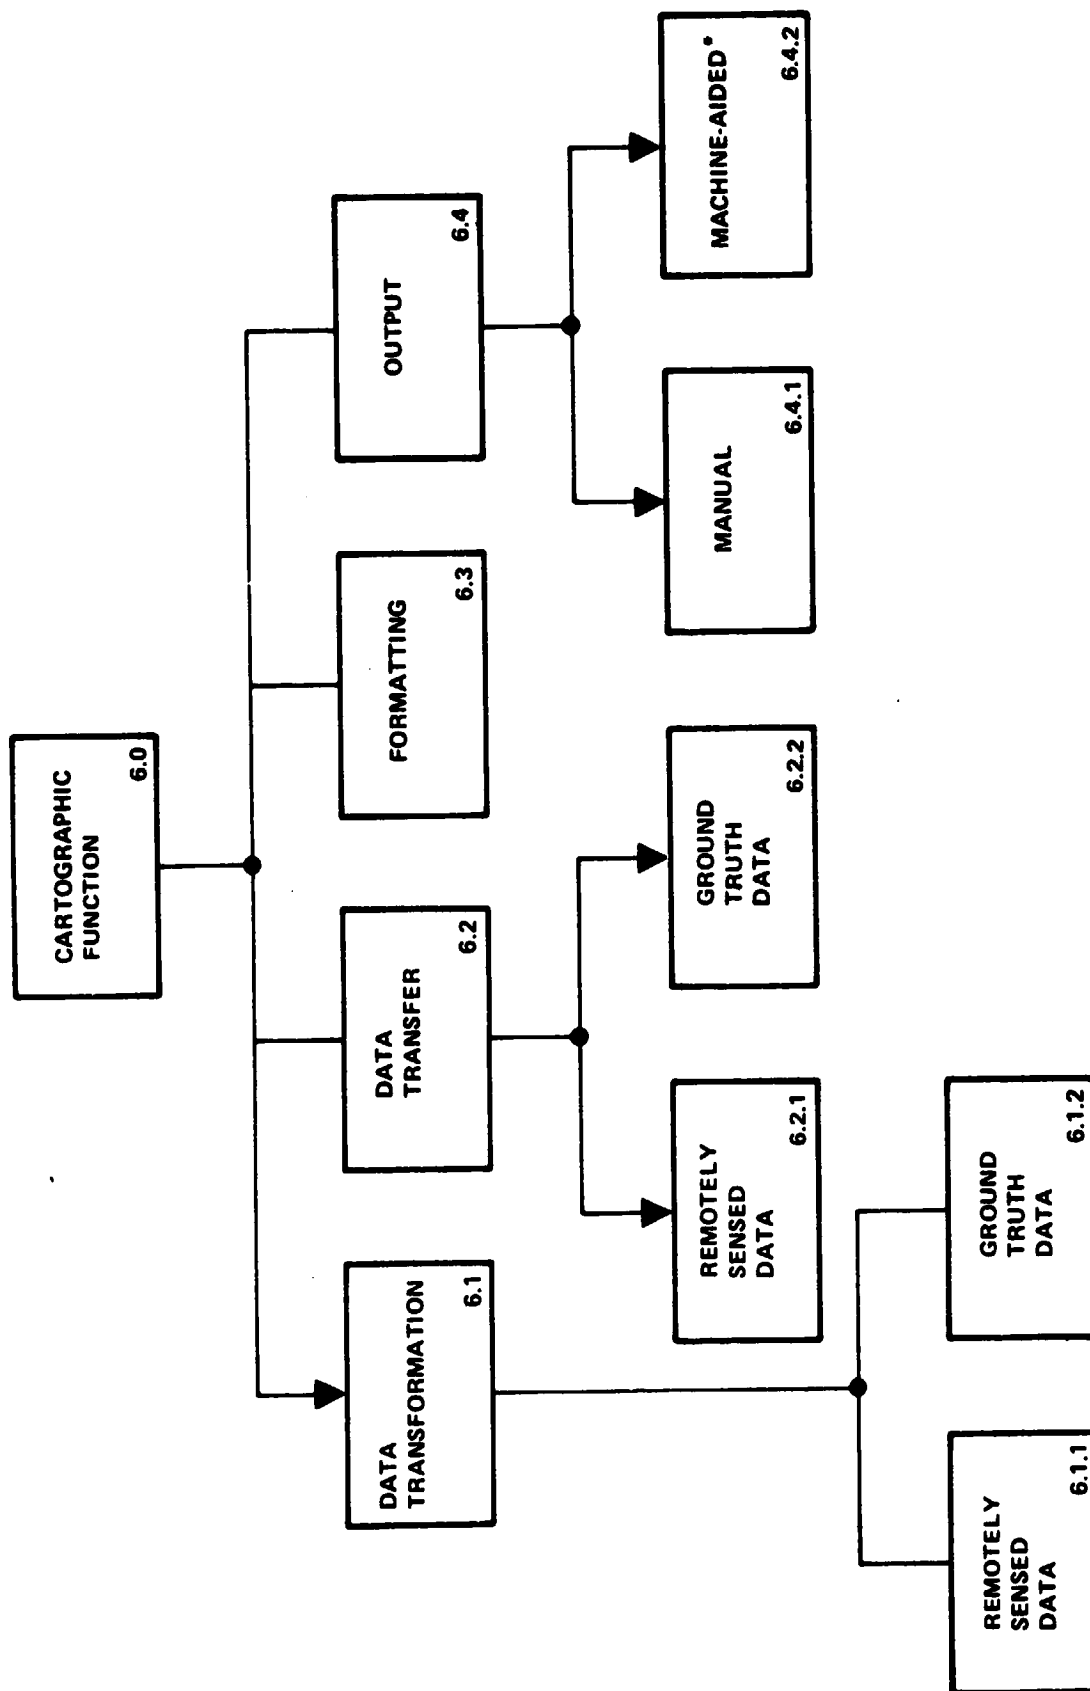 CARTOGRAPHIC
FUNCTION
6.0
DATA
TRANSFORMATION
6.1
DATA
TRANSFER
6.2
FORMATTING
6.3
OUTPUT
6.4
REMOTELY
SENSED
DATA
6.2.1
GROUND
TRUTH
DATA
6.2.2
MANUAL
6.4.1
MACHINE-AIDED*
6.4.2
REMOTELY
SENSED
DATA
6.1.1
GROUND
TRUTH
DATA
6.1.2